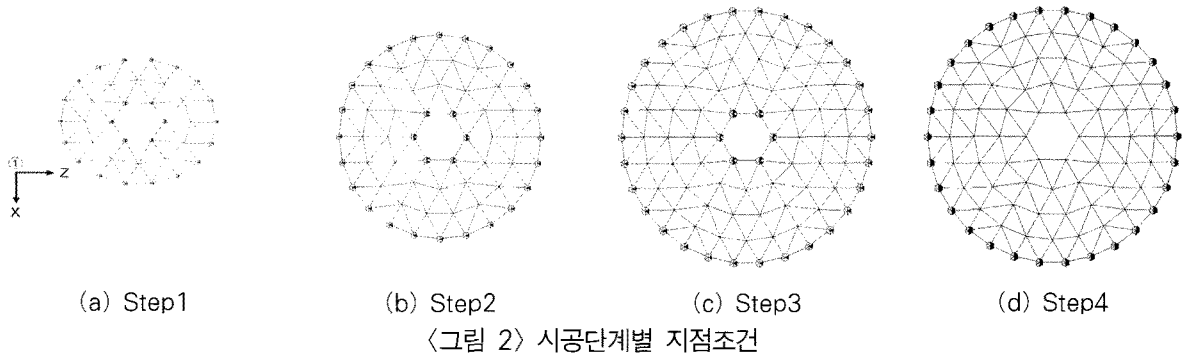 Y
Z
X
(a) Step1
(b) Step2
(c) Step3
(d) Step4
〈그림 2〉 시공단계별 지점조건